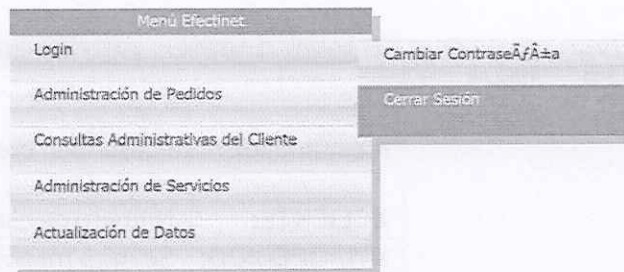 Menú Efectinet
Login
Cambiar ContraseÃƒÂ±a
Administración de Pedidos
Cerrar Sesión
Consultas Administrativas del Cliente
Administración de Servicios
Actualización de Datos